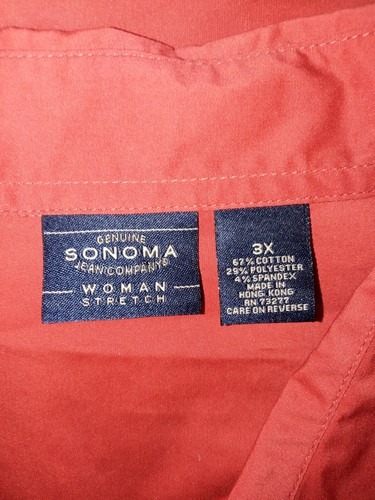 GENUINE
SONOMA
JEAN COMPANY®
WOMAN
STRETCH
3X
67% COTTON
29% POLYESTER
4% SPANDEX
MADE IN
HONG KONG
RN 73277
CARE ON REVERSE